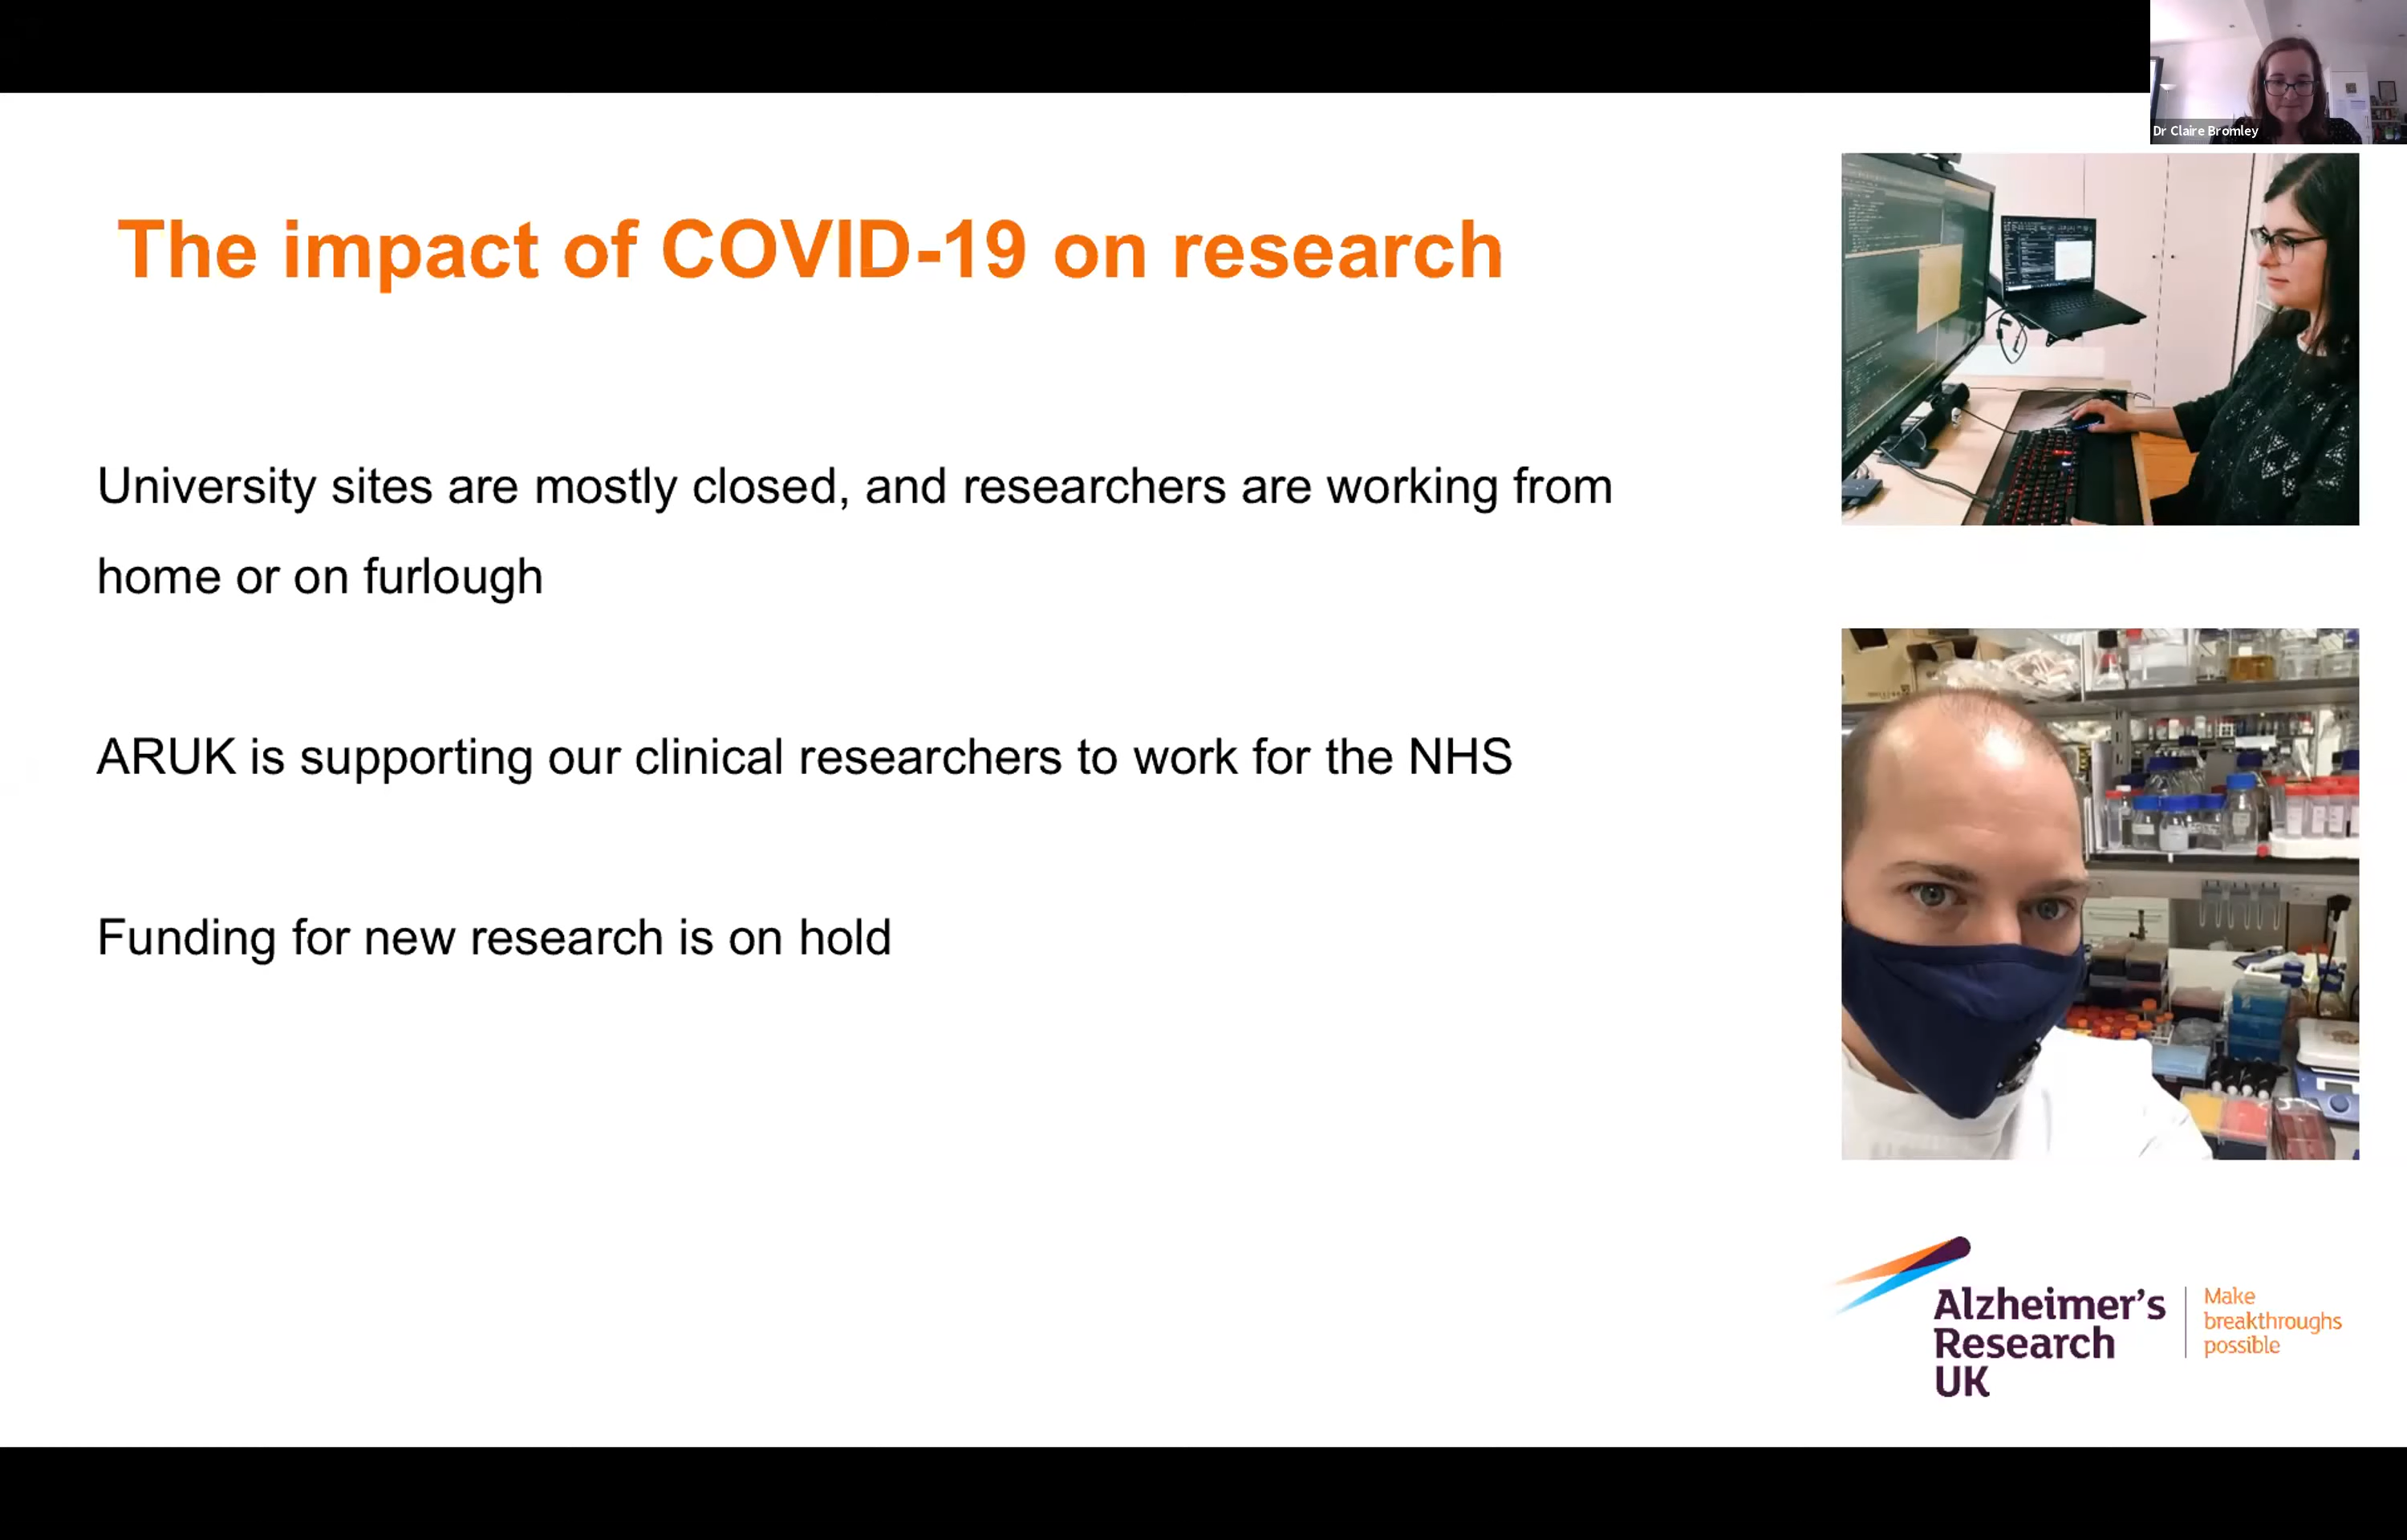 Dr Claire Bromley
The impact of COVID-19 on research
University sites are mostly closed, and researchers are working from
home or on furlough
ARUK is supporting our clinical researchers to work for the NHS
Funding for new research is on hold
Alzheimer's
Research
UK
Make
breakthroughs
possible